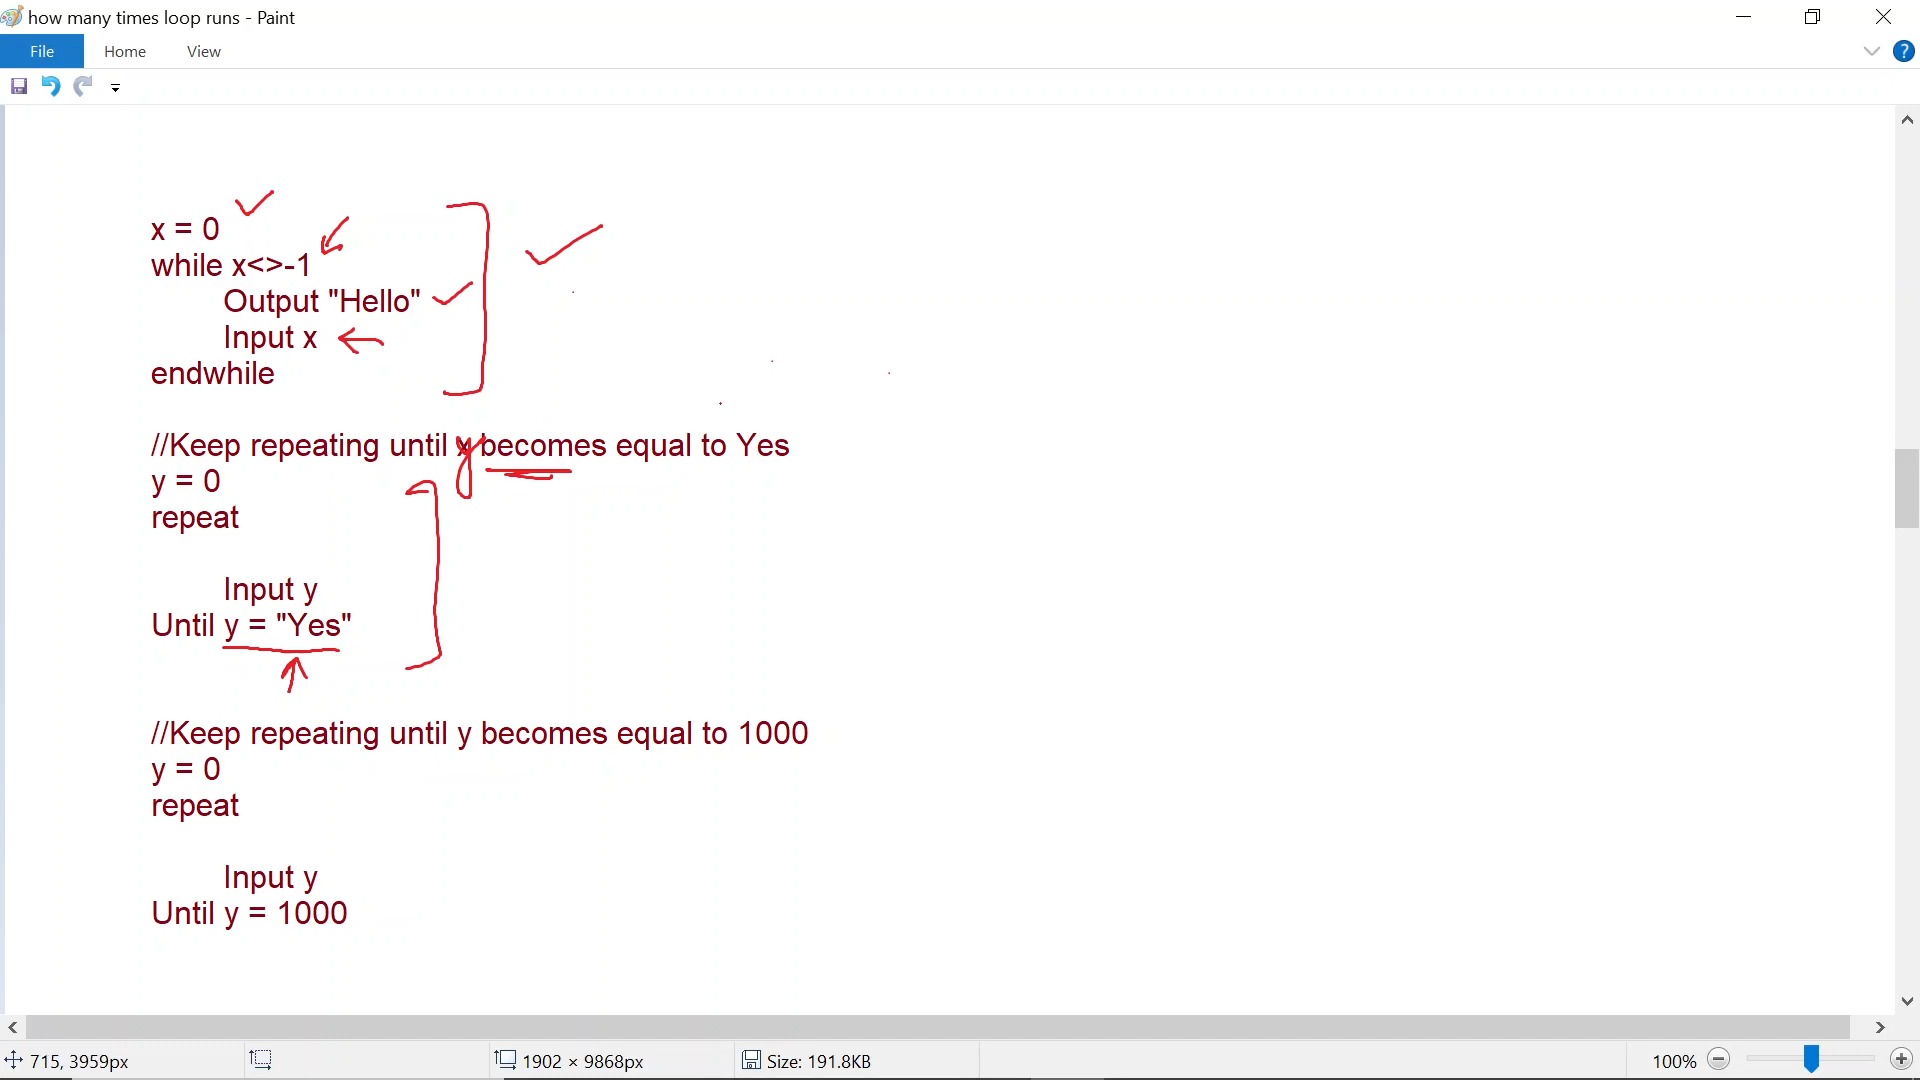 how many times loop runs - Paint
File Home View
x = 0
while x<>-1
Output "Hello"
Input x
endwhile
//Keep repeating until y becomes equal to Yes
y = 0
repeat
Input y
Until y = "Yes"
//Keep repeating until y becomes equal to 1000
y = 0
repeat
Input y
Until y = 1000
715, 3959px 1902 × 9868px Size: 191.8KB 100%